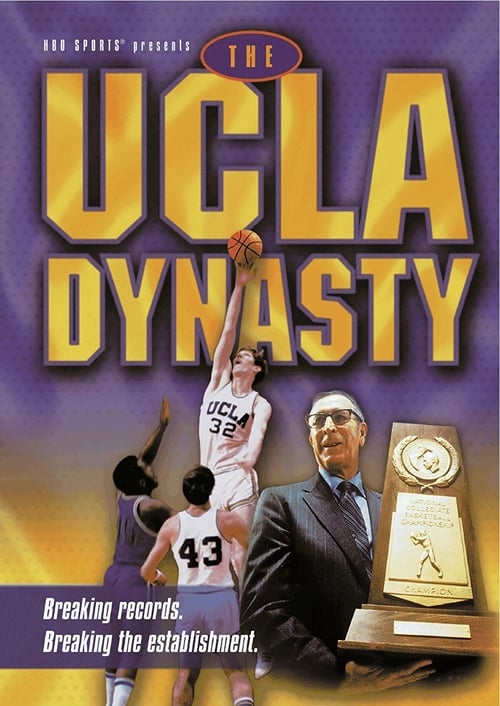 HBO SPORTS® presents
THE
UCLA
DYNASTY
UCLA
32
43
NATIONAL
COLLEGIATE
BASKETBALL
CHAMPIONSHIP
CHAMPION
Breaking records.
Breaking the establishment.